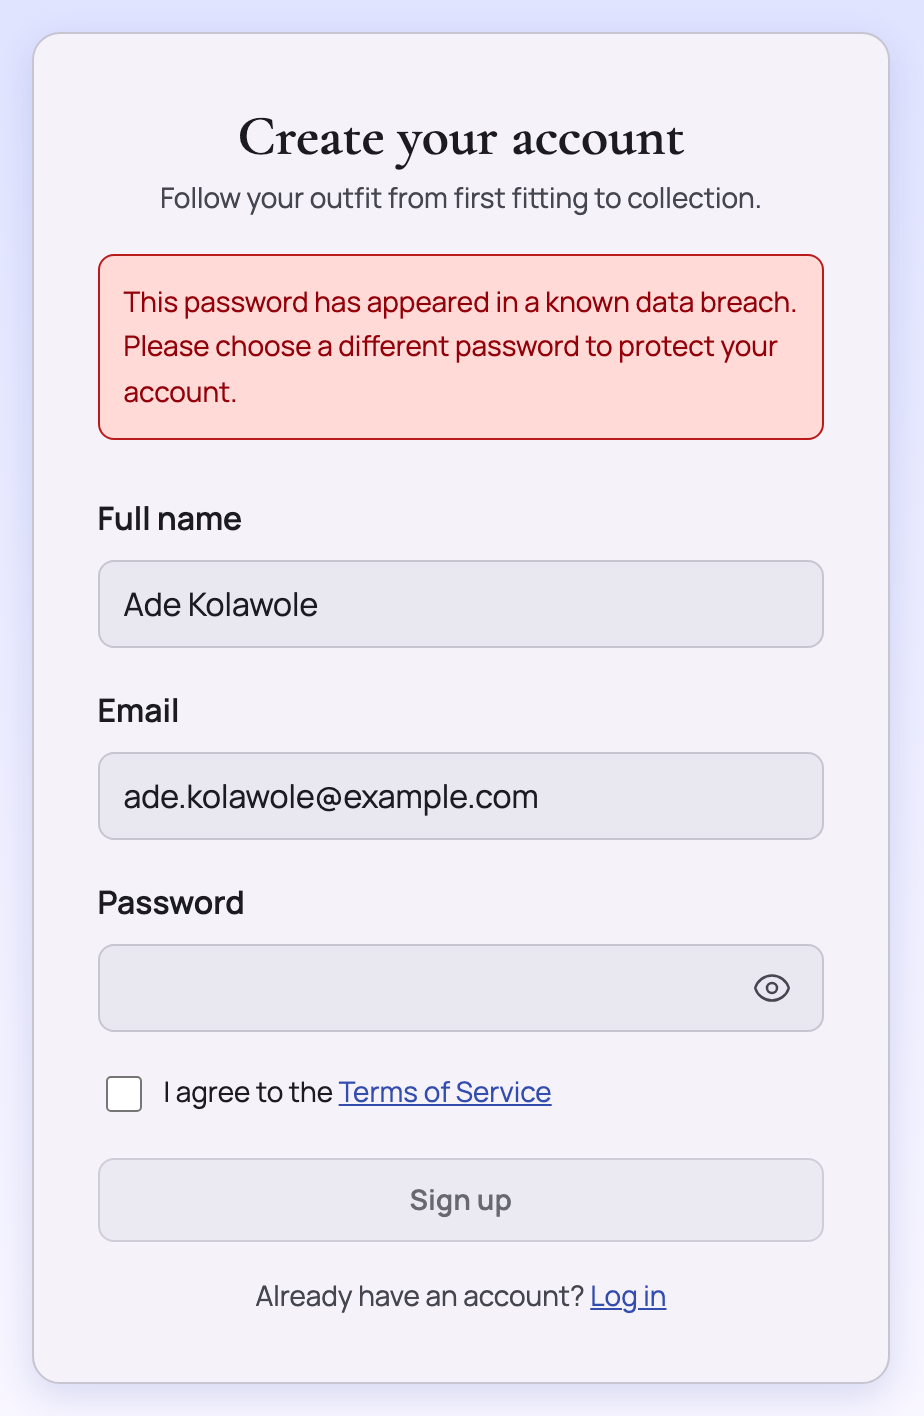 Create your account
Follow your outfit from first fitting to collection.
This password has appeared in a known data breach.
Please choose a different password to protect your
account.
Full name
Ade Kolawole
Email
ade.kolawole@example.com
Password
I agree to the Terms of Service
Sign up
Already have an account? Log in